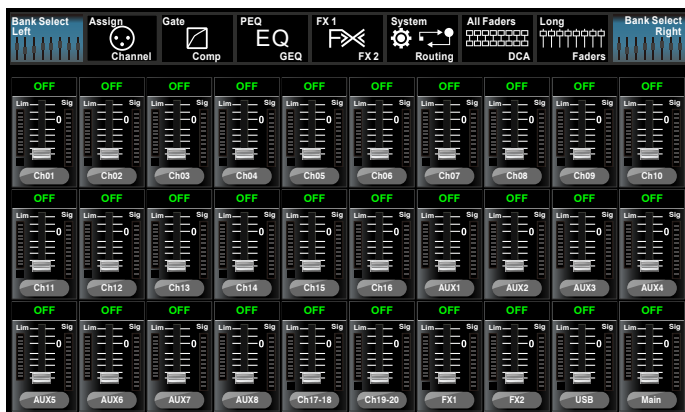 Bank Select Assign Gate PEQ FX 1 System All Faders Long Bank Select
Left EQ Right
Channel Comp GEQ FX 2 Routing DCA Faders
OFF OFF OFF OFF OFF OFF OFF OFF OFF OFF
Lim Sig Lim Sig Lim Sig Lim Sig Lim Sig Lim Sig Lim Sig Lim Sig Lim Sig Lim Sig
0 0 0 0 0 0 0 0 0 0
Ch01 Ch02 Ch03 Ch04 Ch05 Ch06 Ch07 Ch08 Ch09 Ch10
OFF OFF OFF OFF OFF OFF OFF OFF OFF OFF
Lim Sig Lim Sig Lim Sig Lim Sig Lim Sig Lim Sig Lim Sig Lim Sig Lim Sig Lim Sig
0 0 0 0 0 0 0 0 0 0
Ch11 Ch12 Ch13 Ch14 Ch15 Ch16 AUX1 AUX2 AUX3 AUX4
OFF OFF OFF OFF OFF OFF OFF OFF OFF OFF
Lim Sig Lim Sig Lim Sig Lim Sig Lim Sig Lim Sig Lim Sig Lim Sig Lim Sig Lim Sig
0 0 0 0 0 0 0 0 0 0
AUX5 AUX6 AUX7 AUX8 Ch17-18 Ch19-20 FX1 FX2 USB Main